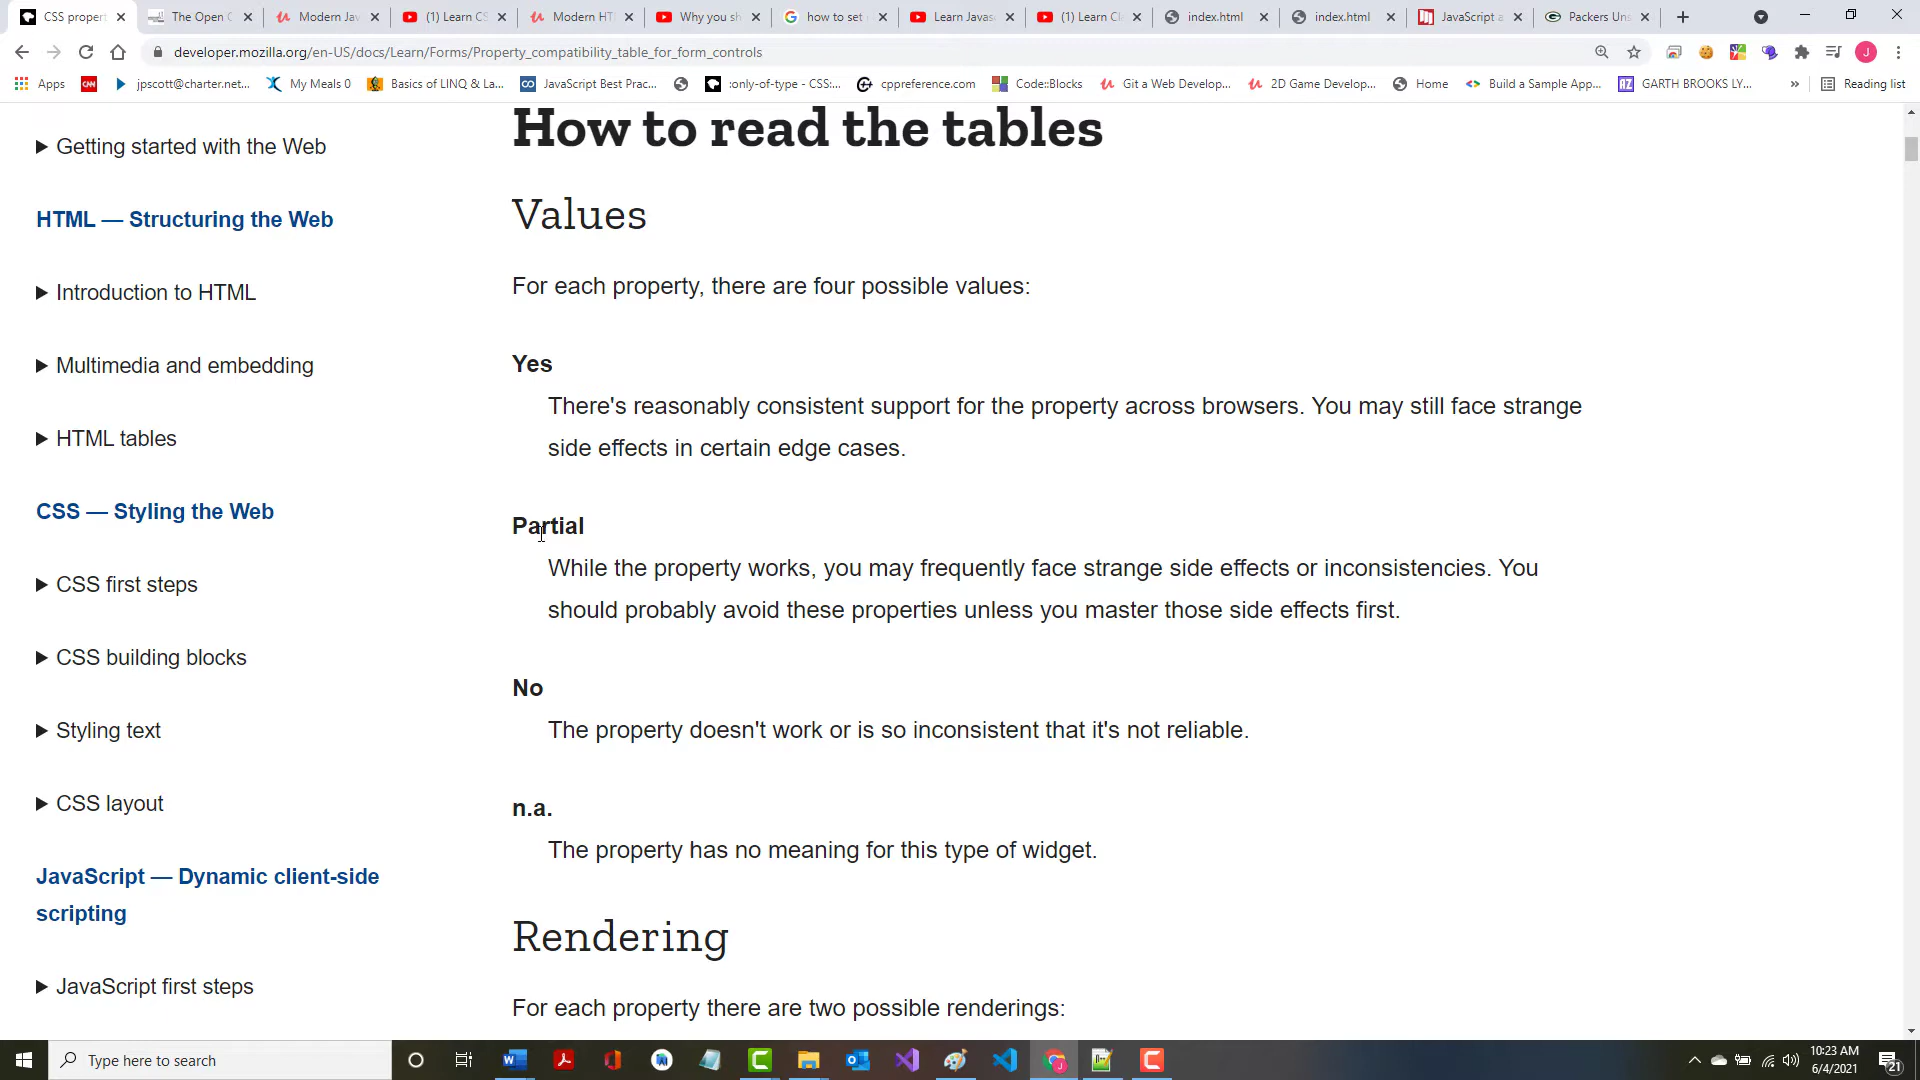 CSS propert
The Open C
Modern Jav
(1) Learn CS
Modern HT
Why you sh
how to set
Learn Javas
(1) Learn Cl
index.html
index.html
JavaScript a
Packers Uns
developer.mozilla.org/en-US/docs/Learn/Forms/Property_compatibility_table_for_form_controls
J
Apps
CNN
jpscott@charter.net...
My Meals 0
Basics of LINQ & La...
JavaScript Best Prac...
:only-of-type - CSS:...
cppreference.com
Code::Blocks
Git a Web Develop...
2D Game Develop...
Home
Build a Sample App...
AZ
GARTH BROOKS LY...
»
Reading list
Getting started with the Web
HTML — Structuring the Web
Introduction to HTML
Multimedia and embedding
HTML tables
CSS — Styling the Web
CSS first steps
CSS building blocks
Styling text
CSS layout
JavaScript — Dynamic client-side
scripting
JavaScript first steps
How to read the tables
Values
For each property, there are four possible values:
Yes
There's reasonably consistent support for the property across browsers. You may still face strange
side effects in certain edge cases.
Partial
While the property works, you may frequently face strange side effects or inconsistencies. You
should probably avoid these properties unless you master those side effects first.
No
The property doesn't work or is so inconsistent that it's not reliable.
n.a.
The property has no meaning for this type of widget.
Rendering
For each property there are two possible renderings:
Type here to search
10:23 AM
6/4/2021
21